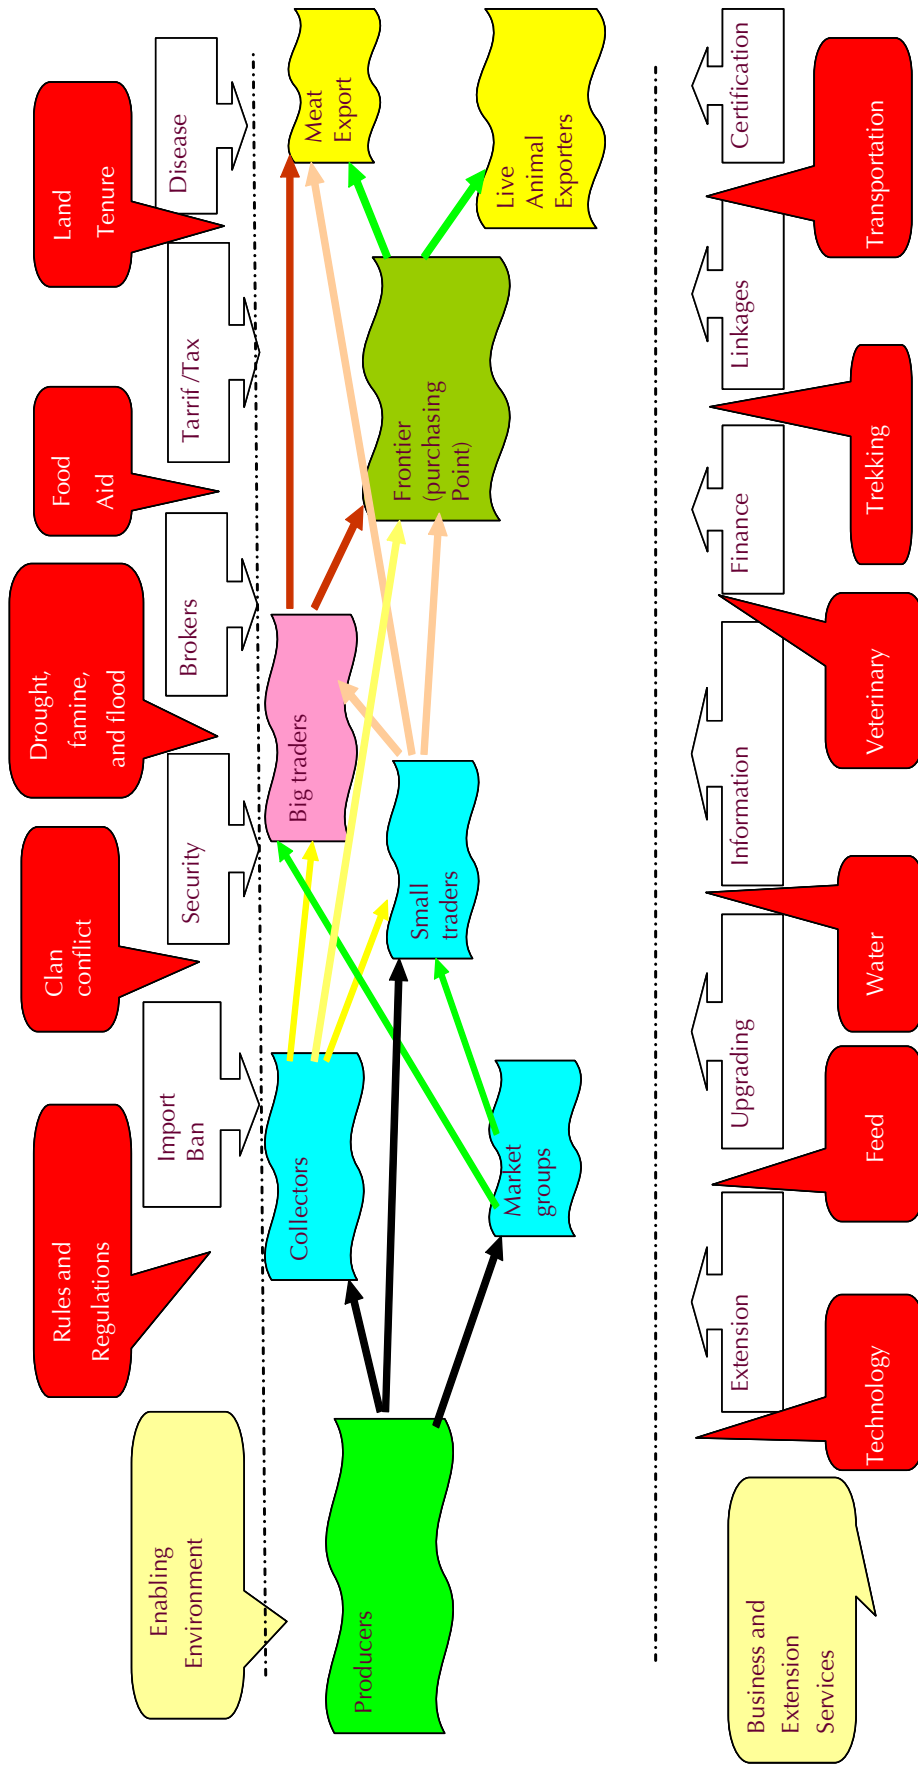 Enabling
Environment
Rules and
Regulations
Clan
conflict
Drought,
famine,
and flood
Food
Aid
Land
Tenure
Import
Ban
Security
Brokers
Tarrif /Tax
Disease
Producers
Collectors
Market
groups
Small
traders
Big traders
Frontier
(purchasing
Point)
Meat
Export
Live
Animal
Exporters
Extension
Upgrading
Information
Finance
Linkages
Certification
Business and
Extension
Services
Technology
Feed
Water
Veterinary
Trekking
Transportation